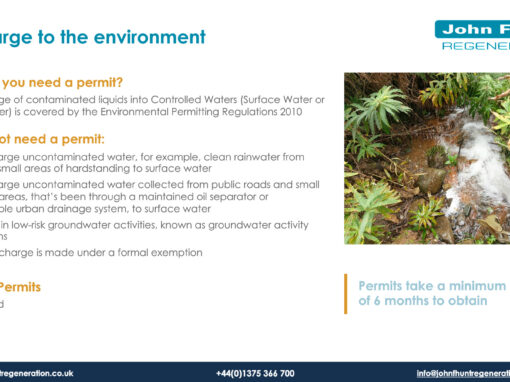 arge to the environment
John F
REGENE
you need a permit?
ge of contaminated liquids into Controlled Waters (Surface Water or
er) is covered by the Environmental Permitting Regulations 2010
ot need a permit:
arge uncontaminated water, for example, clean rainwater from
small areas of hardstanding to surface water
arge uncontaminated water collected from public roads and small
areas, that's been through a maintained oil separator or
ble urban drainage system, to surface water
in low-risk groundwater activities, known as groundwater activity
ns
charge is made under a formal exemption
Permits
d
Permits take a minimum
of 6 months to obtain
tregeneration.co.uk
+44(0)1375 366 700
info@johnfhuntregenerati